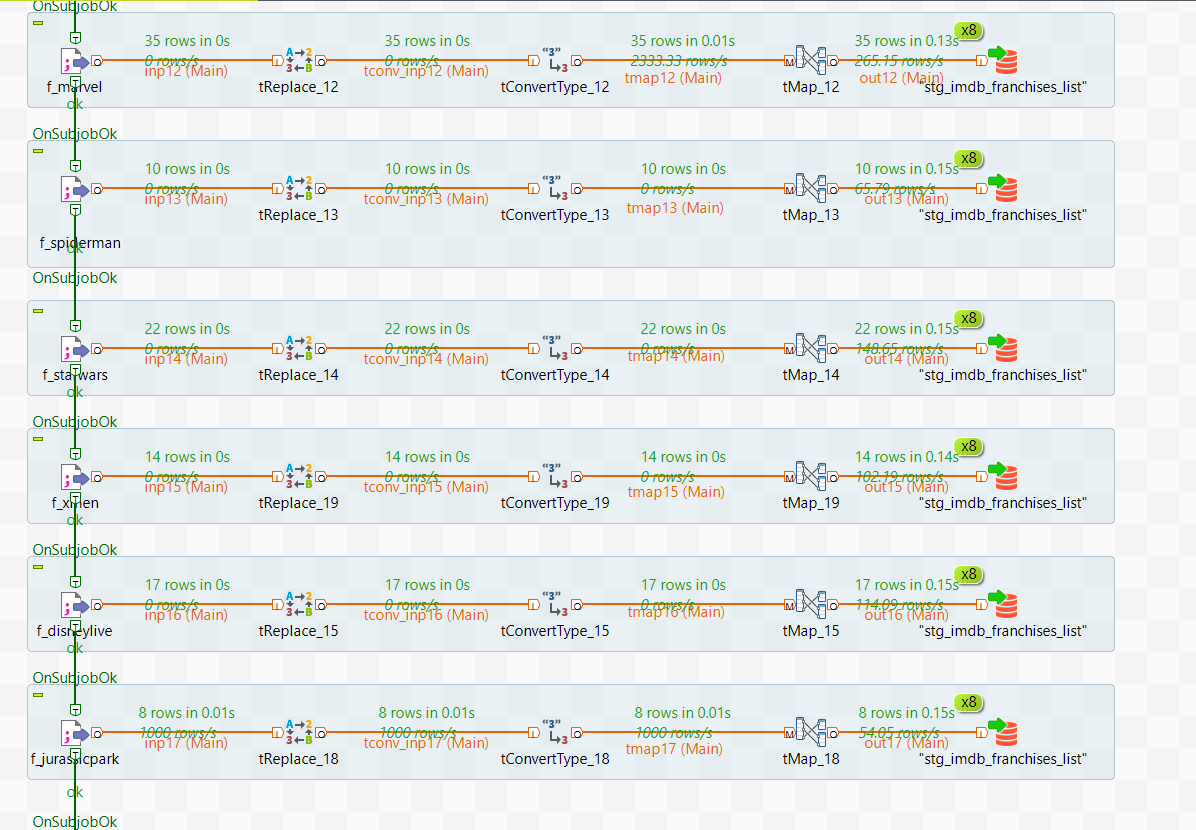 OnSubjobOk
x8
35 rows in 0s 35 rows in 0s 35 rows in 0.01s 35 rows in 0.13s
0 rows/s 0 rows/s 2333.33 rows/s 265.15 rows/s
inp12 (Main) tconv_inp12 (Main) tmap12 (Main) out12 (Main)
f_marvel tReplace_12 tConvertType_12 tMap_12 "stg_imdb_franchises_list"
ok
OnSubjobOk
x8
10 rows in 0s 10 rows in 0s 10 rows in 0s 10 rows in 0.15s
0 rows/s 0 rows/s 0 rows/s 65.79 rows/s
inp13 (Main) tconv_inp13 (Main) tmap13 (Main) out13 (Main)
tReplace_13 tConvertType_13 tMap_13 "stg_imdb_franchises_list"
f_spiderman
ok
OnSubjobOk
x8
22 rows in 0s 22 rows in 0s 22 rows in 0s 22 rows in 0.15s
0 rows/s 0 rows/s 0 rows/s 148.65 rows/s
inp14 (Main) tconv_inp14 (Main) tmap14 (Main) out14 (Main)
f_starwars tReplace_14 tConvertType_14 tMap_14 "stg_imdb_franchises_list"
ok
OnSubjobOk
x8
14 rows in 0s 14 rows in 0s 14 rows in 0s 14 rows in 0.14s
0 rows/s 0 rows/s 0 rows/s 102.19 rows/s
inp15 (Main) tconv_inp15 (Main) tmap15 (Main) out15 (Main)
f_xmen tReplace_19 tConvertType_19 tMap_19 "stg_imdb_franchises_list"
ok
OnSubjobOk
x8
17 rows in 0s 17 rows in 0s 17 rows in 0s 17 rows in 0.15s
0 rows/s 0 rows/s 0 rows/s 114.09 rows/s
inp16 (Main) tconv_inp16 (Main) tmap16 (Main) out16 (Main)
f_disneylive tReplace_15 tConvertType_15 tMap_15 "stg_imdb_franchises_list"
ok
OnSubjobOk
x8
8 rows in 0.01s 8 rows in 0.01s 8 rows in 0.01s 8 rows in 0.15s
1000 rows/s 1000 rows/s 1000 rows/s 54.05 rows/s
inp17 (Main) tconv_inp17 (Main) tmap17 (Main) out17 (Main)
f_jurassicpark tReplace_18 tConvertType_18 tMap_18 "stg_imdb_franchises_list"
ok
OnSubjobOk